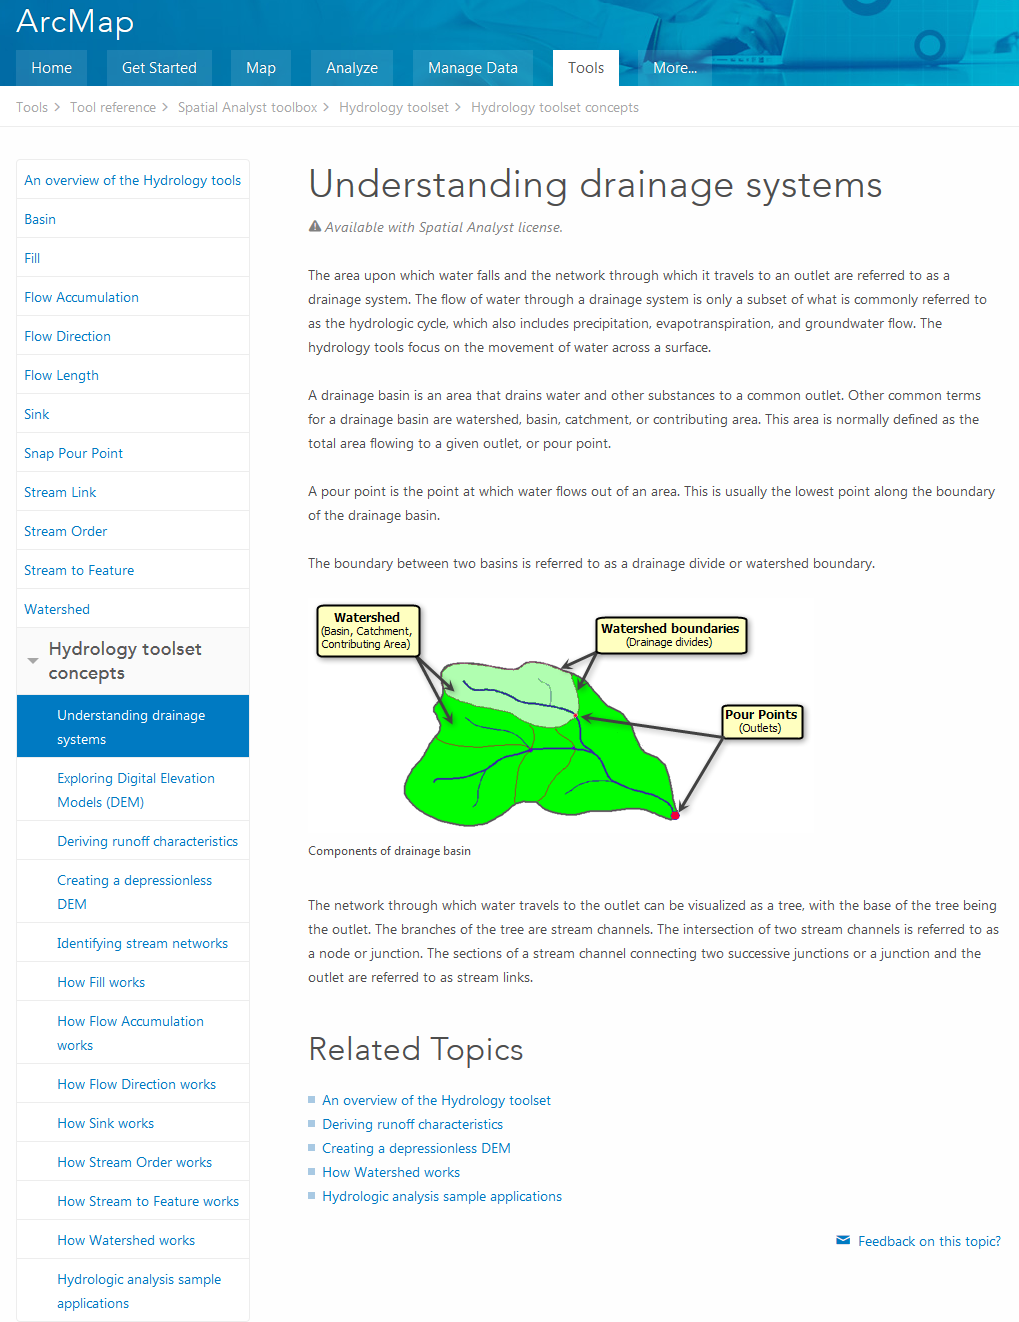 ArcMap
Home
Get Started
Map
Analyze
Manage Data
Tools
More...
Tools > Tool reference > Spatial Analyst toolbox > Hydrology toolset > Hydrology toolset concepts
An overview of the Hydrology tools
Basin
Fill
Flow Accumulation
Flow Direction
Flow Length
Sink
Snap Pour Point
Stream Link
Stream Order
Stream to Feature
Watershed
Hydrology toolset
concepts
Understanding drainage
systems
Exploring Digital Elevation
Models (DEM)
Deriving runoff characteristics
Creating a depressionless
DEM
Identifying stream networks
How Fill works
How Flow Accumulation
works
How Flow Direction works
How Sink works
How Stream Order works
How Stream to Feature works
How Watershed works
Hydrologic analysis sample
applications
Understanding drainage systems
Available with Spatial Analyst license.
The area upon which water falls and the network through which it travels to an outlet are referred to as a
drainage system. The flow of water through a drainage system is only a subset of what is commonly referred to
as the hydrologic cycle, which also includes precipitation, evapotranspiration, and groundwater flow. The
hydrology tools focus on the movement of water across a surface.
A drainage basin is an area that drains water and other substances to a common outlet. Other common terms
for a drainage basin are watershed, basin, catchment, or contributing area. This area is normally defined as the
total area flowing to a given outlet, or pour point.
A pour point is the point at which water flows out of an area. This is usually the lowest point along the boundary
of the drainage basin.
The boundary between two basins is referred to as a drainage divide or watershed boundary.
Watershed
(Basin, Catchment,
Contributing Area)
Watershed boundaries
(Drainage divides)
Pour Points
(Outlets)
Components of drainage basin
The network through which water travels to the outlet can be visualized as a tree, with the base of the tree being
the outlet. The branches of the tree are stream channels. The intersection of two stream channels is referred to as
a node or junction. The sections of a stream channel connecting two successive junctions or a junction and the
outlet are referred to as stream links.
Related Topics
An overview of the Hydrology toolset
Deriving runoff characteristics
Creating a depressionless DEM
How Watershed works
Hydrologic analysis sample applications
Feedback on this topic?